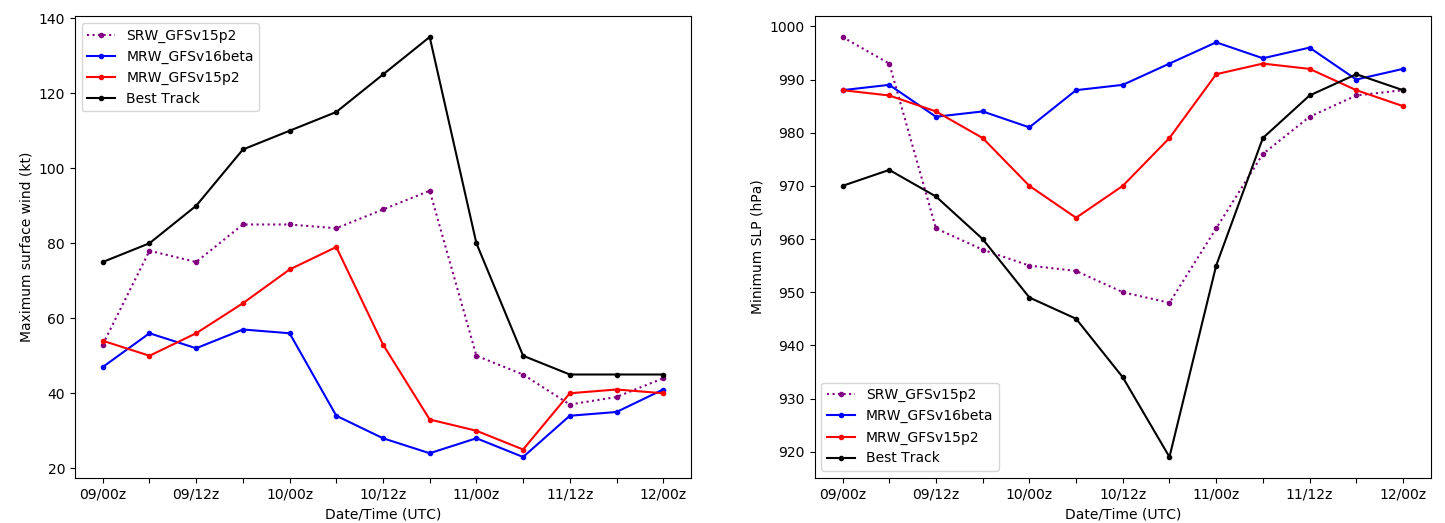 140
120
100
80
60
40
20
Maximum surface wind (kt)
SRW_GFSv15p2
MRW_GFSv16beta
MRW_GFSv15p2
Best Track
09/00z
09/12z
10/00z
10/12z
11/00z
11/12z
12/00z
Date/Time (UTC)
1000
990
980
970
960
950
940
930
920
Minimum SLP (hPa)
SRW_GFSv15p2
MRW_GFSv16beta
MRW_GFSv15p2
Best Track
09/00z
09/12z
10/00z
10/12z
11/00z
11/12z
12/00z
Date/Time (UTC)